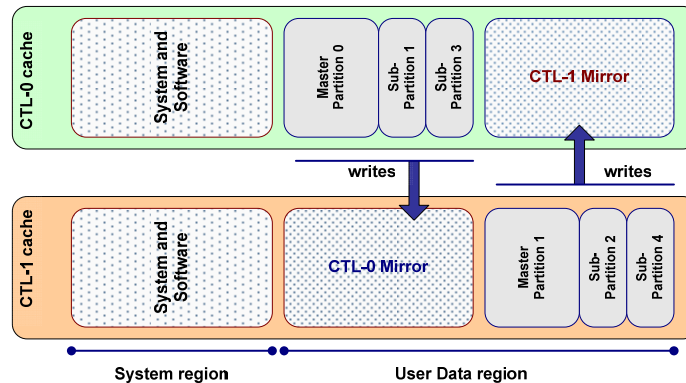 CTL-0 cache
System and
Software
Master
Partition 0
Sub-
Partition 1
Sub-
Partition 3
CTL-1 Mirror
writes
writes
CTL-1 cache
System and
Software
CTL-0 Mirror
Master
Partition 1
Sub-
Partition 2
Sub-
Partition 4
System region
User Data region